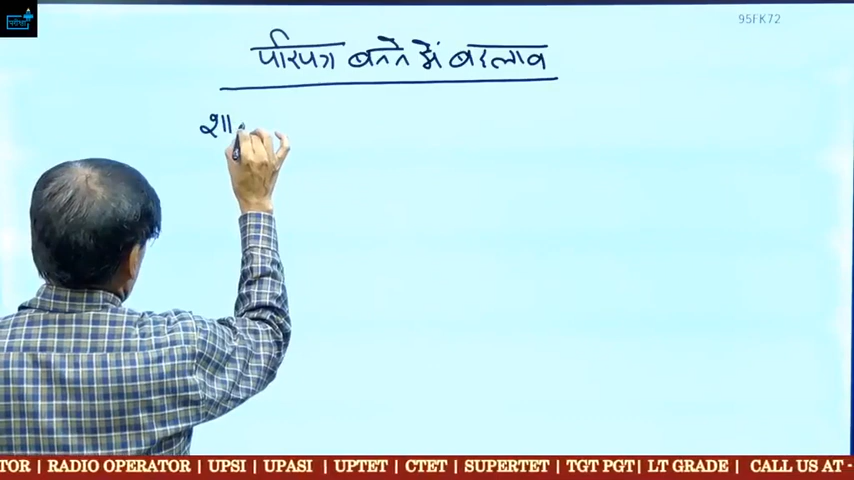 परीक्षा
95FK72
परिपत्र बनने में बदलाव
शा
TOR | RADIO OPERATOR | UPSI | UPASI | UPTET | CTET | SUPERTET | TGT PGT | LT GRADE | CALL US AT -